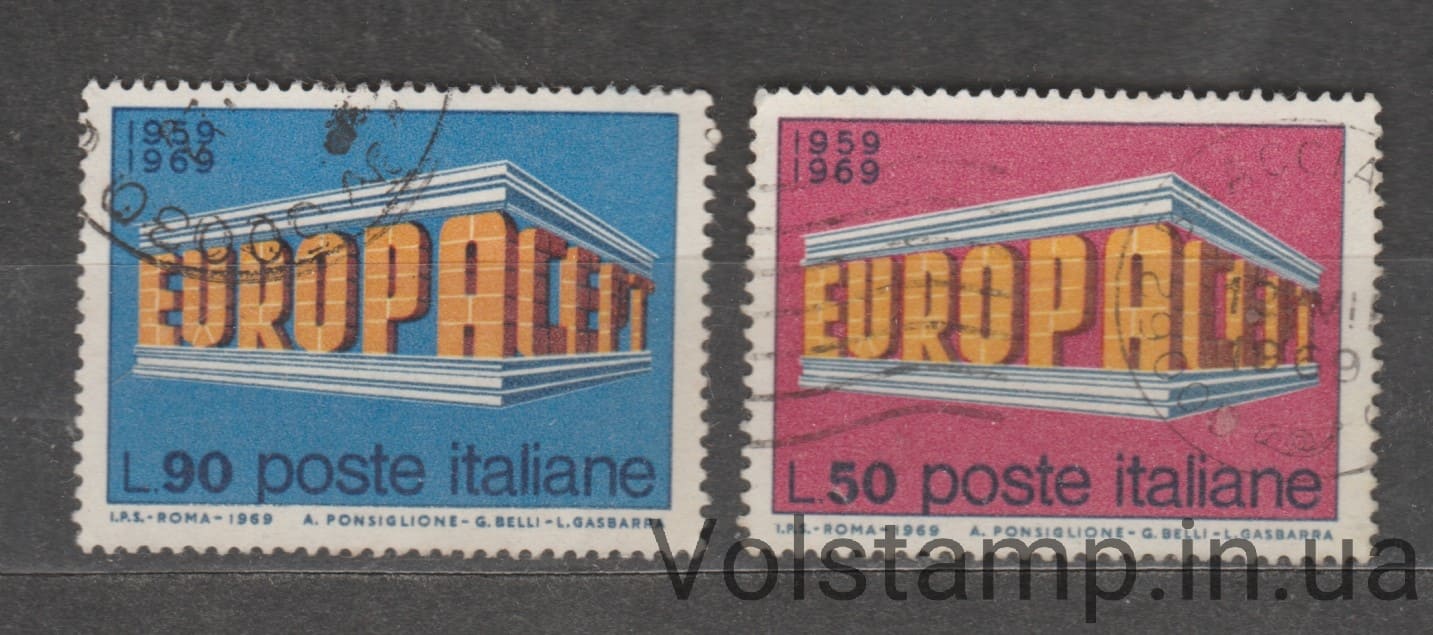 1959
1969
EUROPA CEPT
L.90 poste italiane
I.P.S.-ROMA-1969 A. PONSIGLIONE-G. BELLI-L. GASBARRA
1959
1969
EUROPA CEPT
L.50 poste italiane
I.P.S.-ROMA-1969 A. PONSIGLIONE-G. BELLI-L. GASBARRA
1969
Volstamp.in.ua